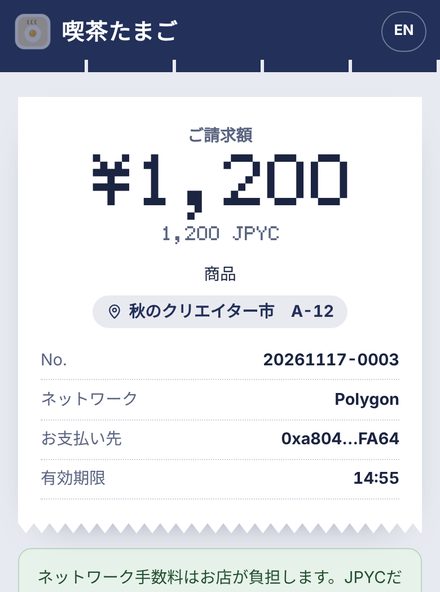 喫茶たまご
EN
ご請求額
¥1,200
1,200 JPYC
商品
秋のクリエイター市　A-12
No. 20261117-0003
ネットワーク Polygon
お支払い先 0xa804...FA64
有効期限 14:55
ネットワーク手数料はお店が負担します。JPYCだ